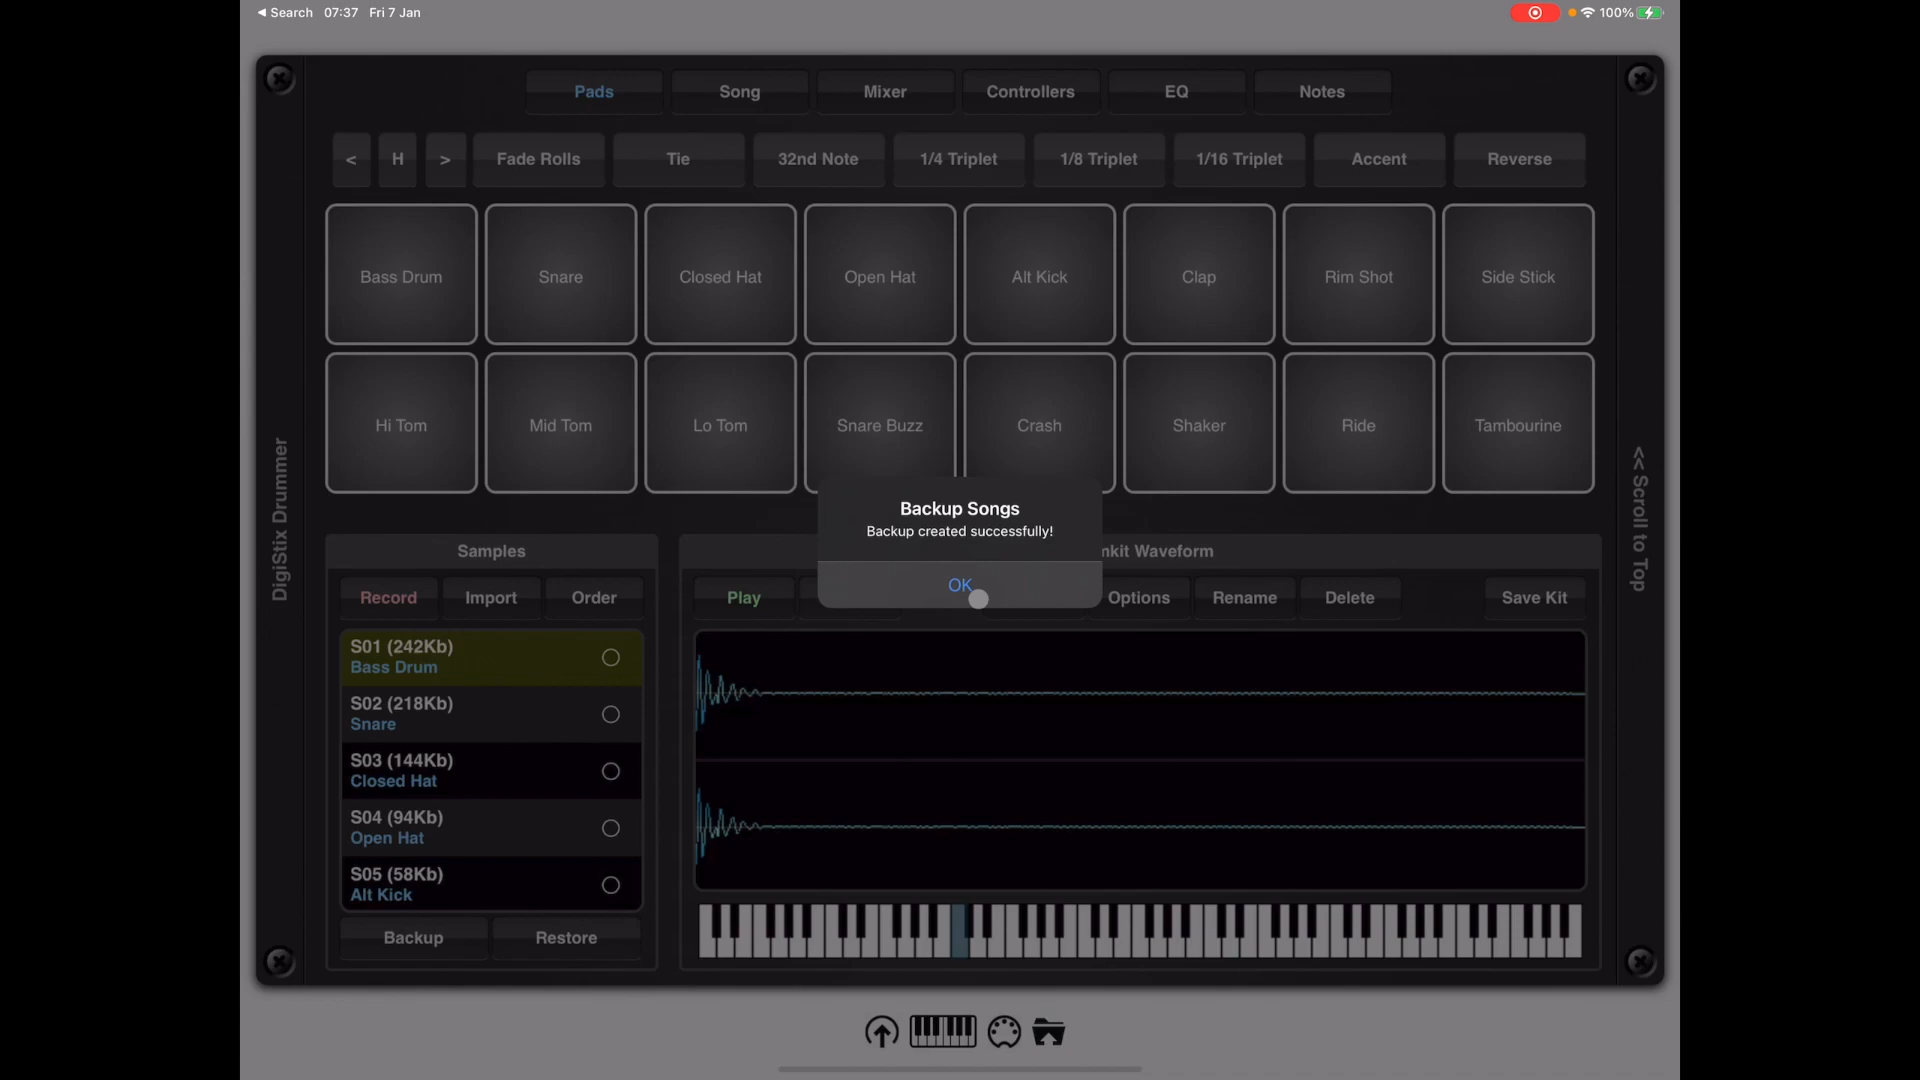 ◀ Search 07:37 Fri 7 Jan
100%
Pads Song Mixer Controllers EQ Notes
< H > Fade Rolls Tie 32nd Note 1/4 Triplet 1/8 Triplet 1/16 Triplet Accent Reverse
Bass Drum Snare Closed Hat Open Hat Alt Kick Clap Rim Shot Side Stick
Hi Tom Mid Tom Lo Tom Snare Buzz Crash Shaker Ride Tambourine
DigiStix Drummer
<< Scroll to Top
Backup Songs
Backup created successfully!
OK
Samples
Record Import Order
S01 (242Kb)
Bass Drum
S02 (218Kb)
Snare
S03 (144Kb)
Closed Hat
S04 (94Kb)
Open Hat
S05 (58Kb)
Alt Kick
Backup Restore
Waveform
Play Options Rename Delete Save Kit